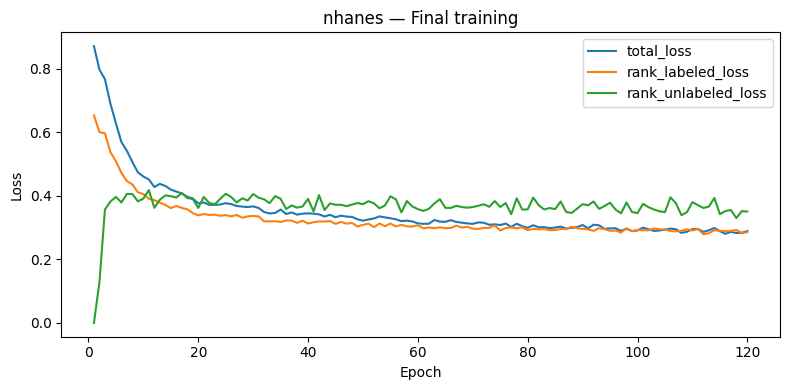 nhanes — Final training
total_loss
rank_labeled_loss
rank_unlabeled_loss
Loss
0.8
0.6
0.4
0.2
0.0
0
20
40
60
80
100
120
Epoch